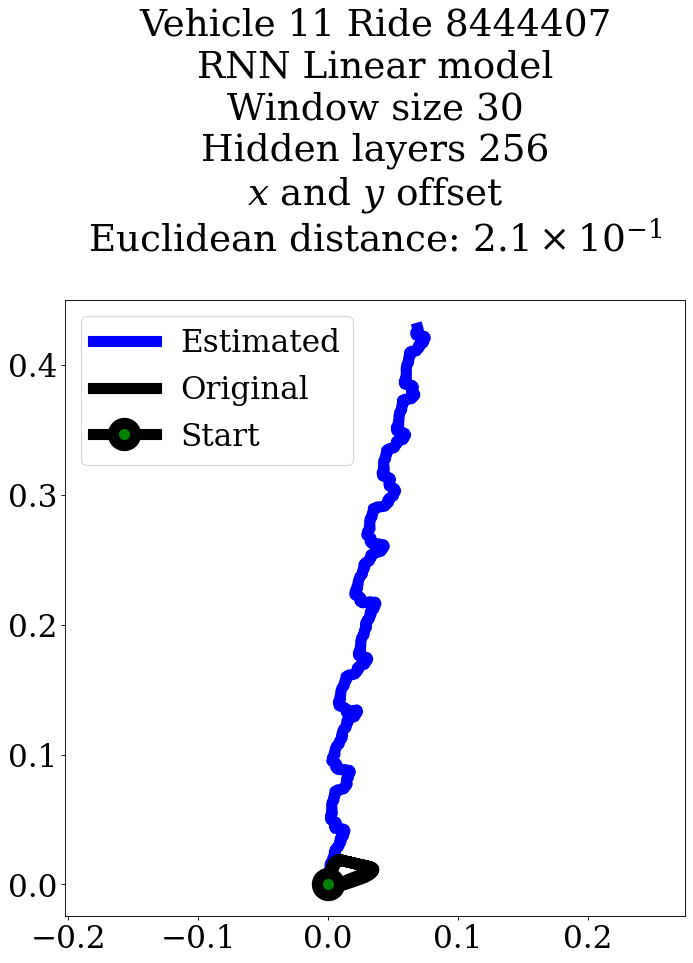 Vehicle 11 Ride 8444407
RNN Linear model
Window size 30
Hidden layers 256
x and y offset
Euclidean distance: 2.1 × 10⁻¹
Estimated
Original
Start
0.4
0.3
0.2
0.1
0.0
−0.2 −0.1 0.0 0.1 0.2